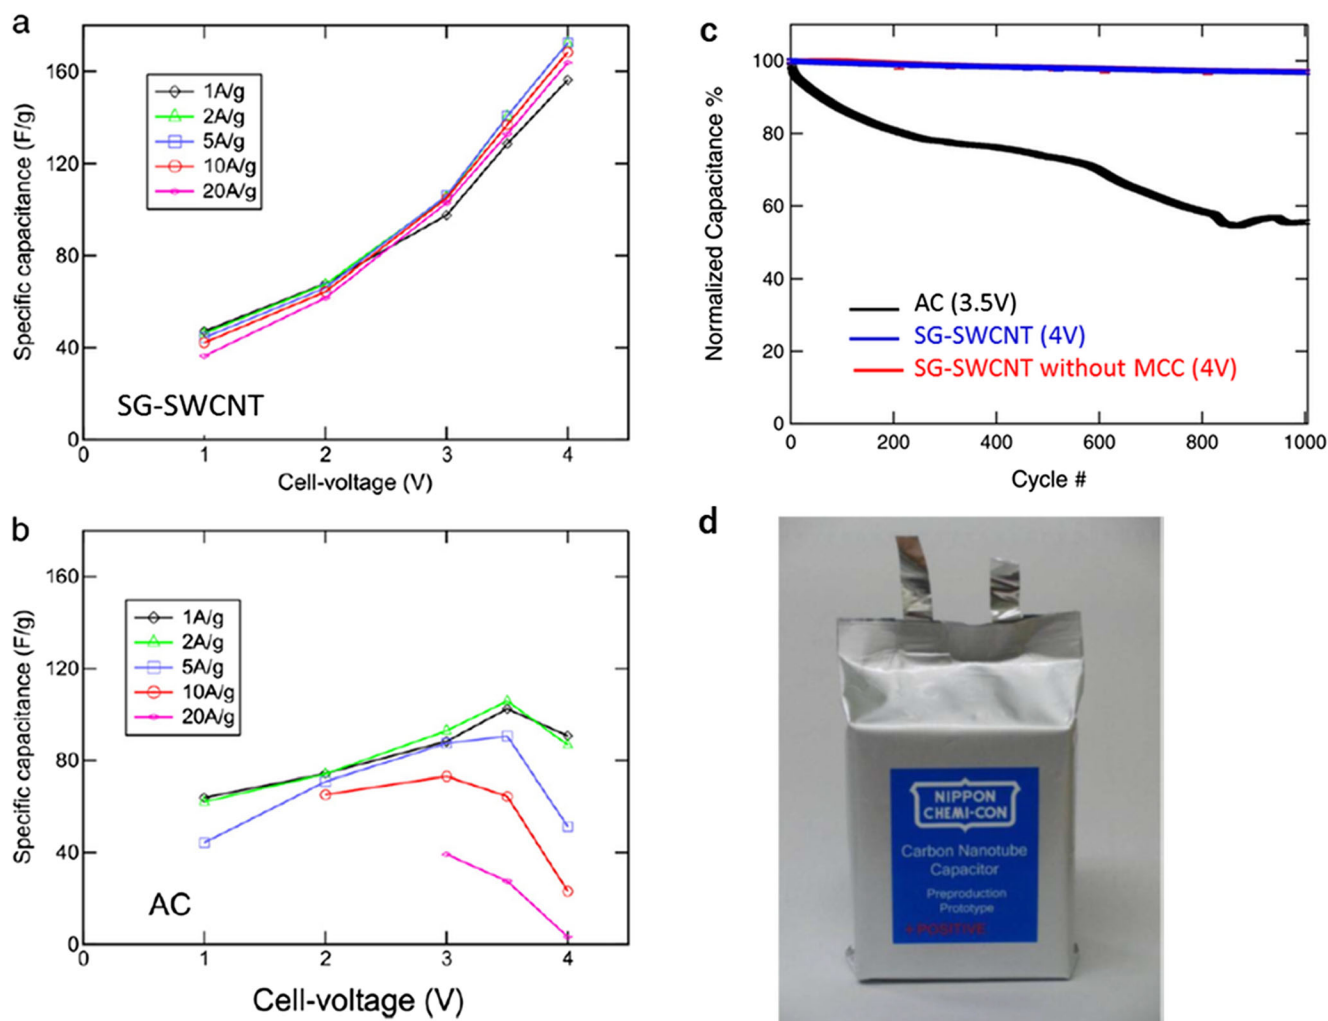 a
Specific capacitance (F/g)
160
120
80
40
0
1A/g
2A/g
5A/g
10A/g
20A/g
SG-SWCNT
0 1 2 3 4
Cell-voltage (V)
b
Specific capacitance (F/g)
160
120
80
40
0
1A/g
2A/g
5A/g
10A/g
20A/g
AC
0 1 2 3 4
Cell-voltage (V)
c
Normalized Capacitance %
100
80
60
40
20
0
AC (3.5V)
SG-SWCNT (4V)
SG-SWCNT without MCC (4V)
0 200 400 600 800 1000
Cycle #
d
NIPPON
CHEMI-CON
Carbon Nanotube
Capacitor
Preproduction
Prototype
+POSITIVE